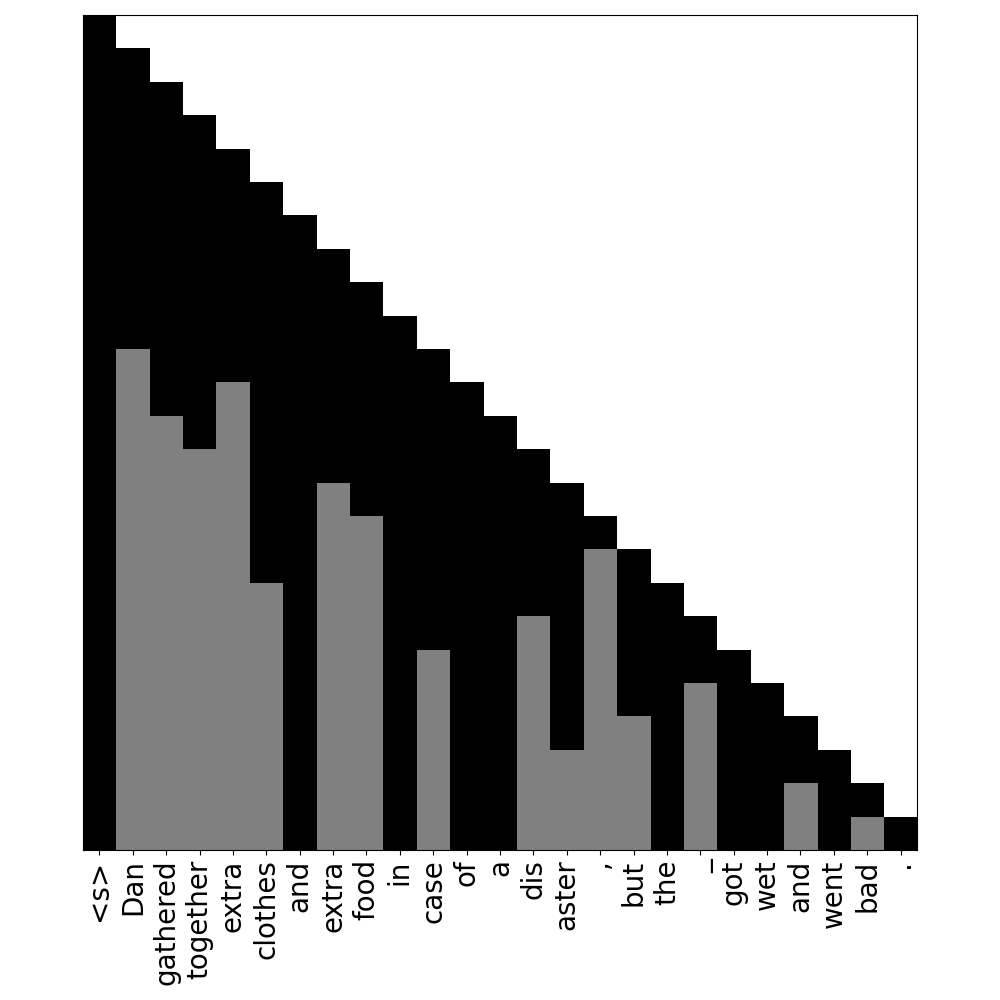 <s> Dan gathered together extra clothes and extra food in case of a dis aster , but the _ got wet and went bad .